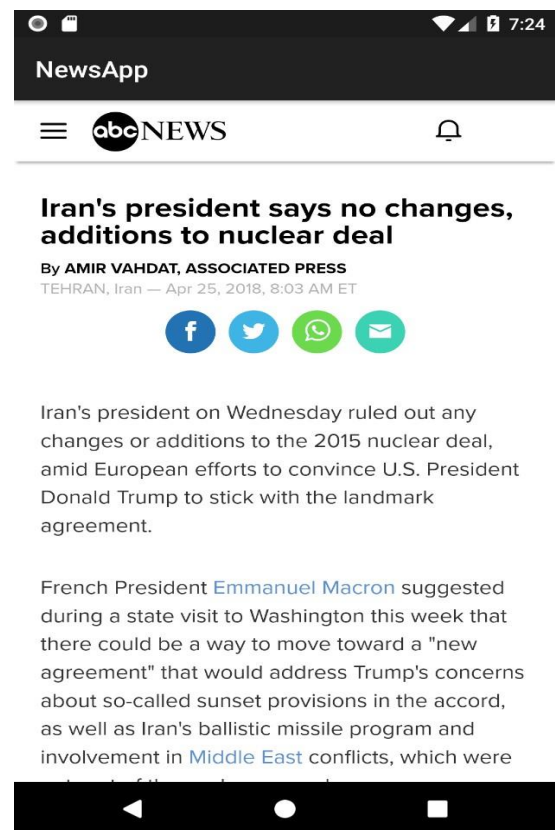 7:24
NewsApp
abc NEWS
Iran's president says no changes,
additions to nuclear deal
By AMIR VAHDAT, ASSOCIATED PRESS
TEHRAN, Iran — Apr 25, 2018, 8:03 AM ET
Iran's president on Wednesday ruled out any
changes or additions to the 2015 nuclear deal,
amid European efforts to convince U.S. President
Donald Trump to stick with the landmark
agreement.
French President Emmanuel Macron suggested
during a state visit to Washington this week that
there could be a way to move toward a "new
agreement" that would address Trump's concerns
about so-called sunset provisions in the accord,
as well as Iran's ballistic missile program and
involvement in Middle East conflicts, which were